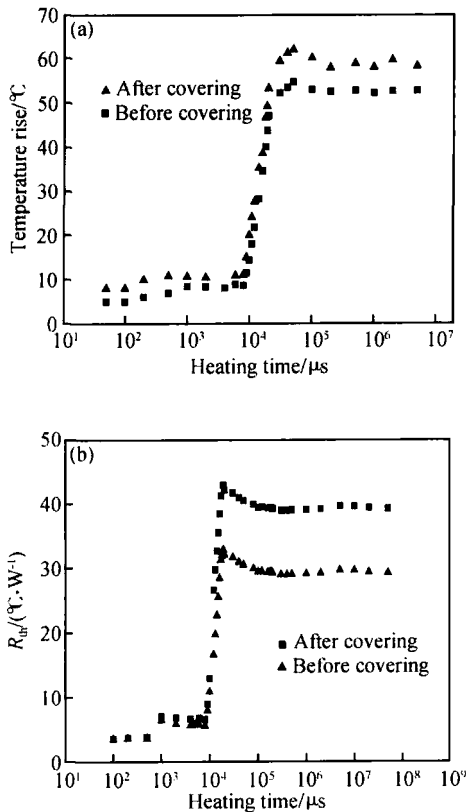 (a)
70
60
50
40
30
20
10
0
Temperature rise/℃
▲ After covering
■ Before covering
10¹ 10² 10³ 10⁴ 10⁵ 10⁶ 10⁷
Heating time/μs
(b)
50
40
30
20
10
0
Rth/(℃·W⁻¹)
■ After covering
▲ Before covering
10¹ 10² 10³ 10⁴ 10⁵ 10⁶ 10⁷ 10⁸ 10⁹
Heating time/μs